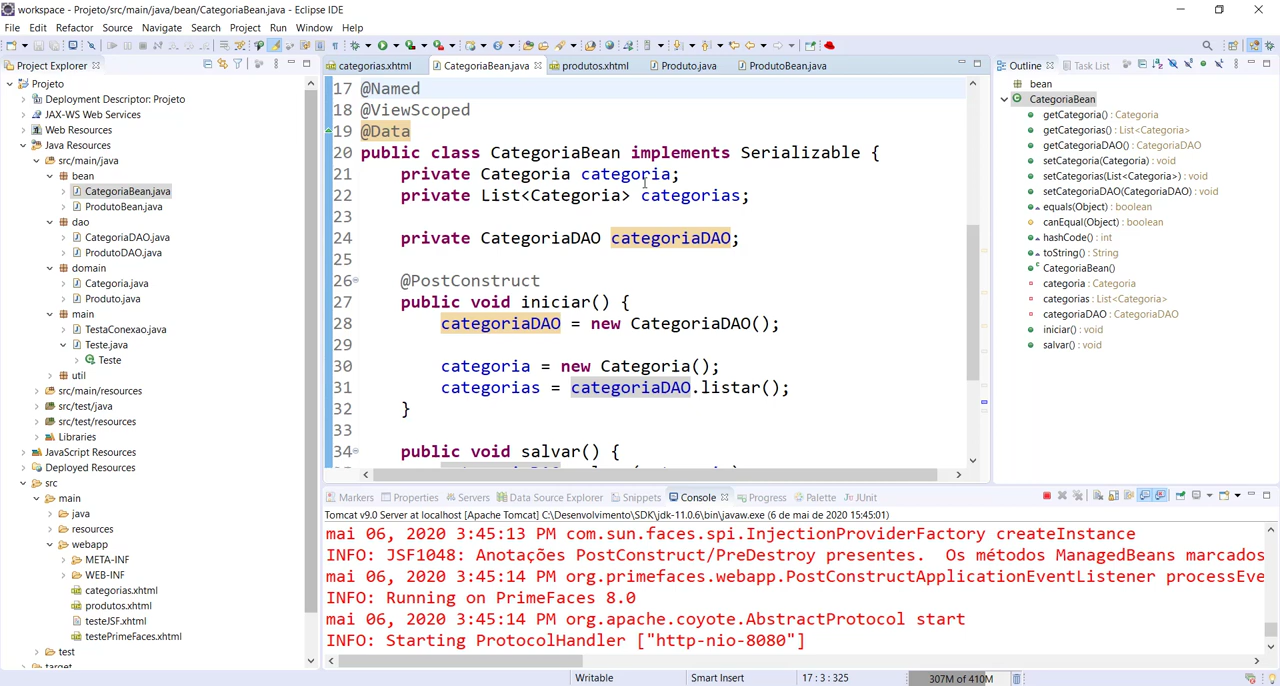 workspace - Projeto/src/main/java/bean/CategoriaBean.java - Eclipse IDE
File Edit Refactor Source Navigate Search Project Run Window Help
Project Explorer
Projeto
Deployment Descriptor: Projeto
JAX-WS Web Services
Web Resources
Java Resources
src/main/java
bean
CategoriaBean.java
ProdutoBean.java
dao
CategoriaDAO.java
ProdutoDAO.java
domain
Categoria.java
Produto.java
main
TestaConexao.java
Teste.java
Teste
util
src/main/resources
src/test/java
src/test/resources
Libraries
JavaScript Resources
Deployed Resources
src
main
java
resources
webapp
META-INF
WEB-INF
categorias.xhtml
produtos.xhtml
testeJSF.xhtml
testePrimeFaces.xhtml
test
target
categorias.xhtml CategoriaBean.java produtos.xhtml Produto.java ProdutoBean.java
17 @Named
18 @ViewScoped
19 @Data
20 public class CategoriaBean implements Serializable {
21 private Categoria categoria;
22 private List<Categoria> categorias;
23
24 private CategoriaDAO categoriaDAO;
25
26 @PostConstruct
27 public void iniciar() {
28 categoriaDAO = new CategoriaDAO();
29
30 categoria = new Categoria();
31 categorias = categoriaDAO.listar();
32 }
33
34 public void salvar() {
Outline Task List
bean
CategoriaBean
getCategoria() : Categoria
getCategorias() : List<Categoria>
getCategoriaDAO() : CategoriaDAO
setCategoria(Categoria) : void
setCategorias(List<Categoria>) : void
setCategoriaDAO(CategoriaDAO) : void
equals(Object) : boolean
canEqual(Object) : boolean
hashCode() : int
toString() : String
CategoriaBean()
categoria : Categoria
categorias : List<Categoria>
categoriaDAO : CategoriaDAO
iniciar() : void
salvar() : void
Markers Properties Servers Data Source Explorer Snippets Console Progress Palette JUnit
Tomcat v9.0 Server at localhost [Apache Tomcat] C:\Desenvolvimento\SDK\jdk-11.0.6\bin\javaw.exe (6 de mai de 2020 15:45:01)
mai 06, 2020 3:45:13 PM com.sun.faces.spi.InjectionProviderFactory createInstance
INFO: JSF1048: Anotações PostConstruct/PreDestroy presentes. Os métodos ManagedBeans marcados
mai 06, 2020 3:45:14 PM org.primefaces.webapp.PostConstructApplicationEventListener processEve
INFO: Running on PrimeFaces 8.0
mai 06, 2020 3:45:14 PM org.apache.coyote.AbstractProtocol start
INFO: Starting ProtocolHandler ["http-nio-8080"]
Writable Smart Insert 17 : 3 : 325 307M of 410M